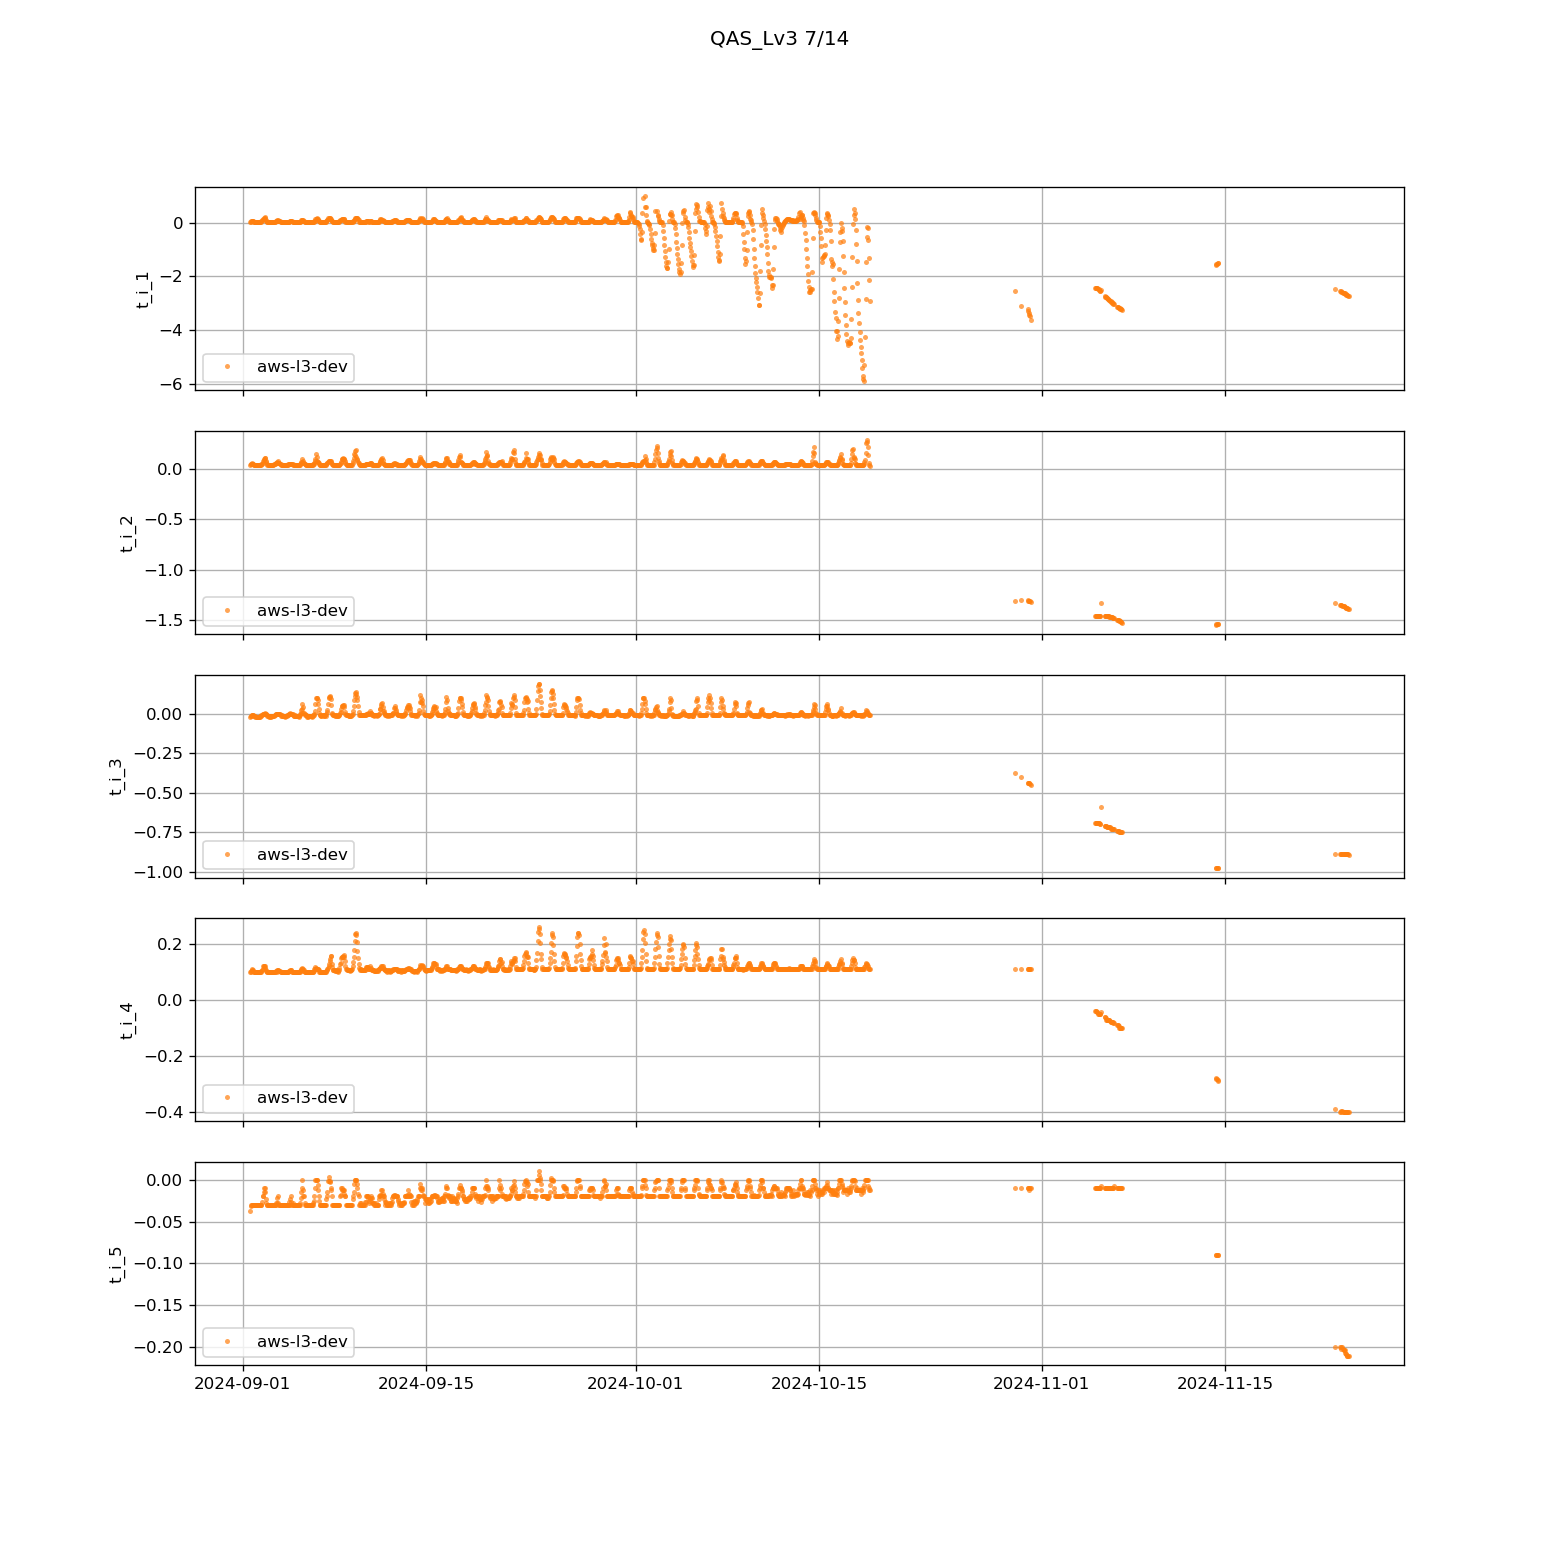 QAS_Lv3 7/14
0
−2
−4
−6
t_i_1
aws-l3-dev
0.0
−0.5
−1.0
−1.5
t_i_2
aws-l3-dev
0.00
−0.25
−0.50
−0.75
−1.00
t_i_3
aws-l3-dev
0.2
0.0
−0.2
−0.4
t_i_4
aws-l3-dev
0.00
−0.05
−0.10
−0.15
−0.20
t_i_5
aws-l3-dev
2024-09-01 2024-09-15 2024-10-01 2024-10-15 2024-11-01 2024-11-15